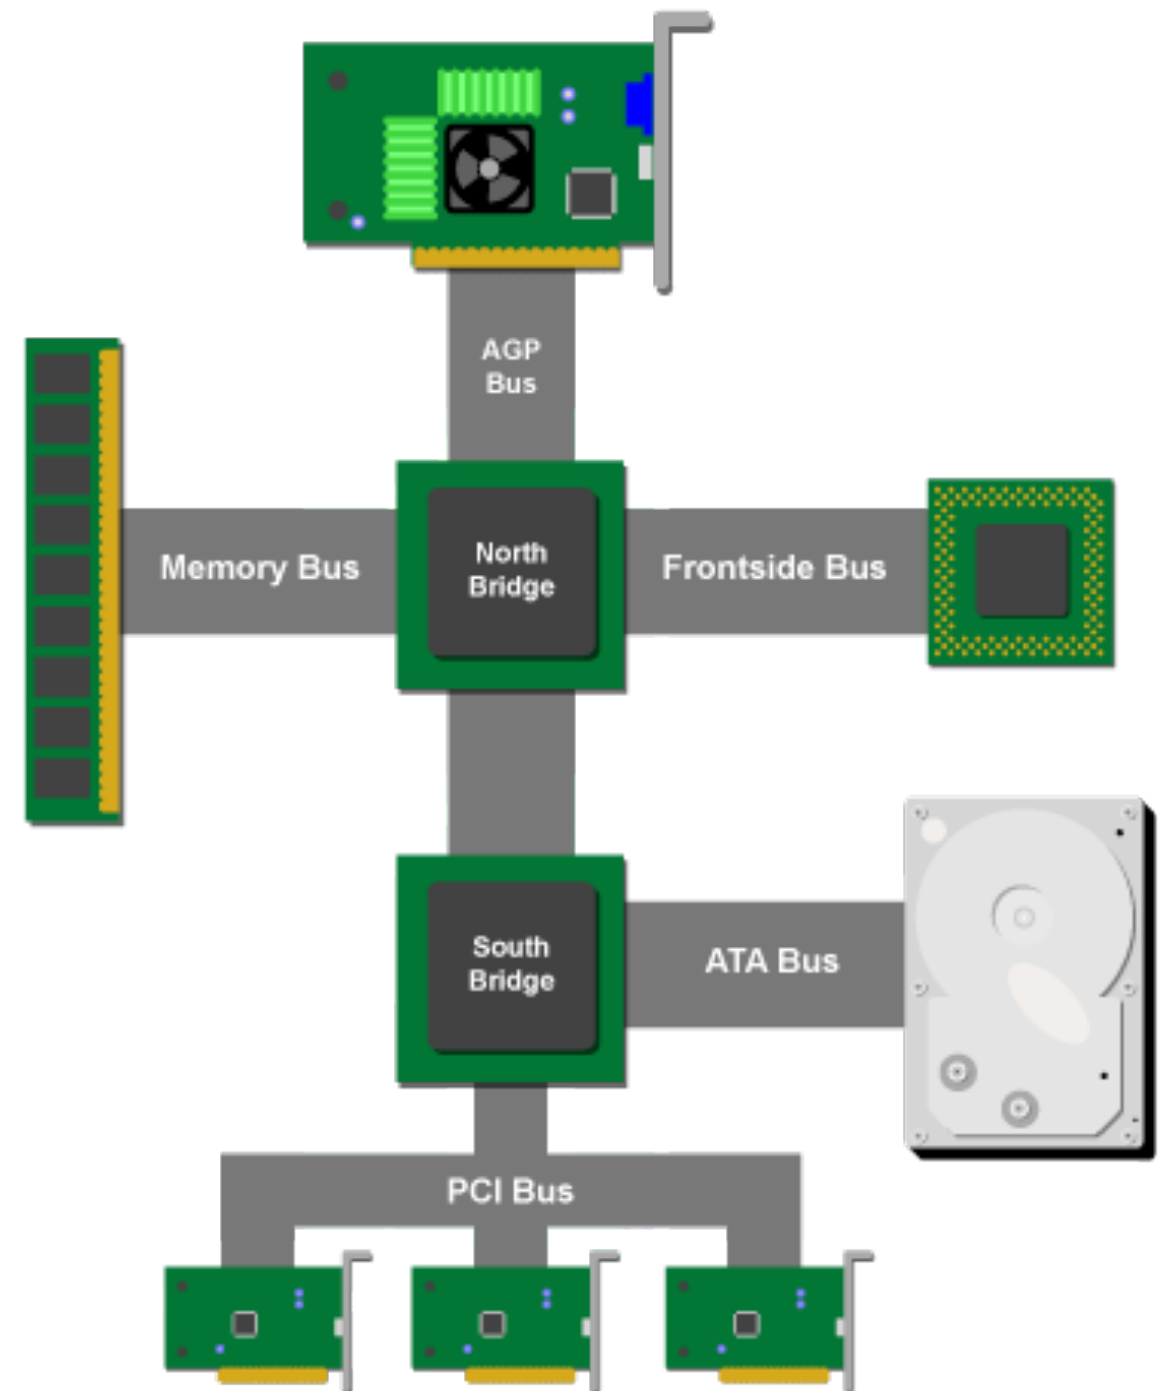 AGP
Bus
Memory Bus
North
Bridge
Frontside Bus
South
Bridge
ATA Bus
PCI Bus